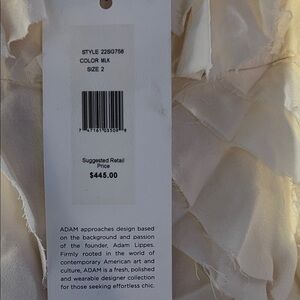 STYLE 22SG758
COLOR MLK
SIZE 2
Suggested Retail
Price
$445.00
ADAM approaches design based
on the background and passion
of the founder, Adam Lippes.
Firmly rooted in the world of
contemporary American art and
culture, ADAM is a fresh, polished
and wearable designer collection
for those seeking effortless chic.